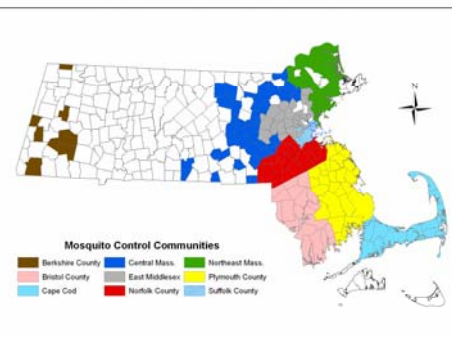 N
Mosquito Control Communities
Berkshire County Central Mass. Northeast Mass.
Bristol County East Middlesex Plymouth County
Cape Cod Norfolk County Suffolk County